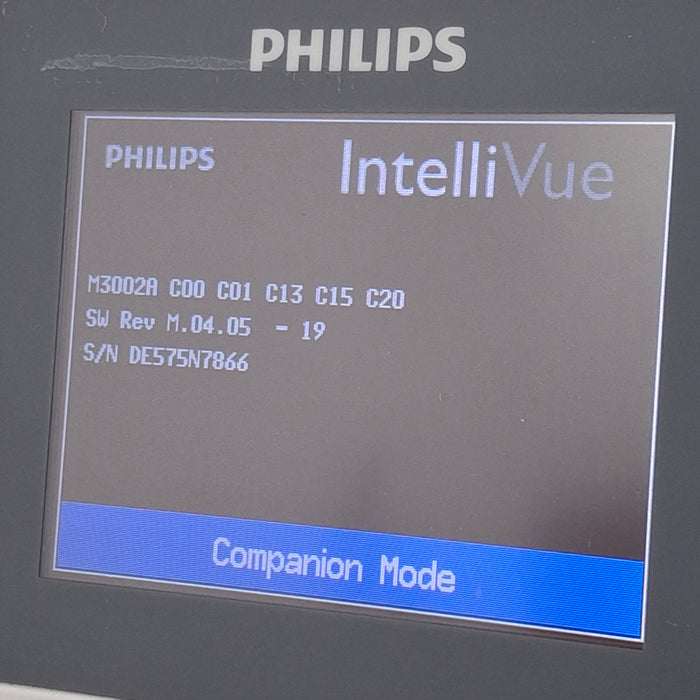 PHILIPS
PHILIPS
IntelliVue
M3002A C00 C01 C13 C15 C20
SW Rev M.04.05 - 19
S/N DE575N7866
Companion Mode